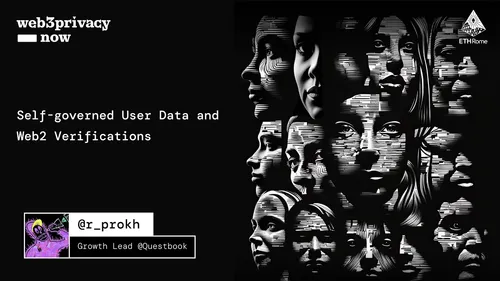 web3privacy
now
ETHRome
Self-governed User Data and
Web2 Verifications
@r_prokh
Growth Lead @Questbook